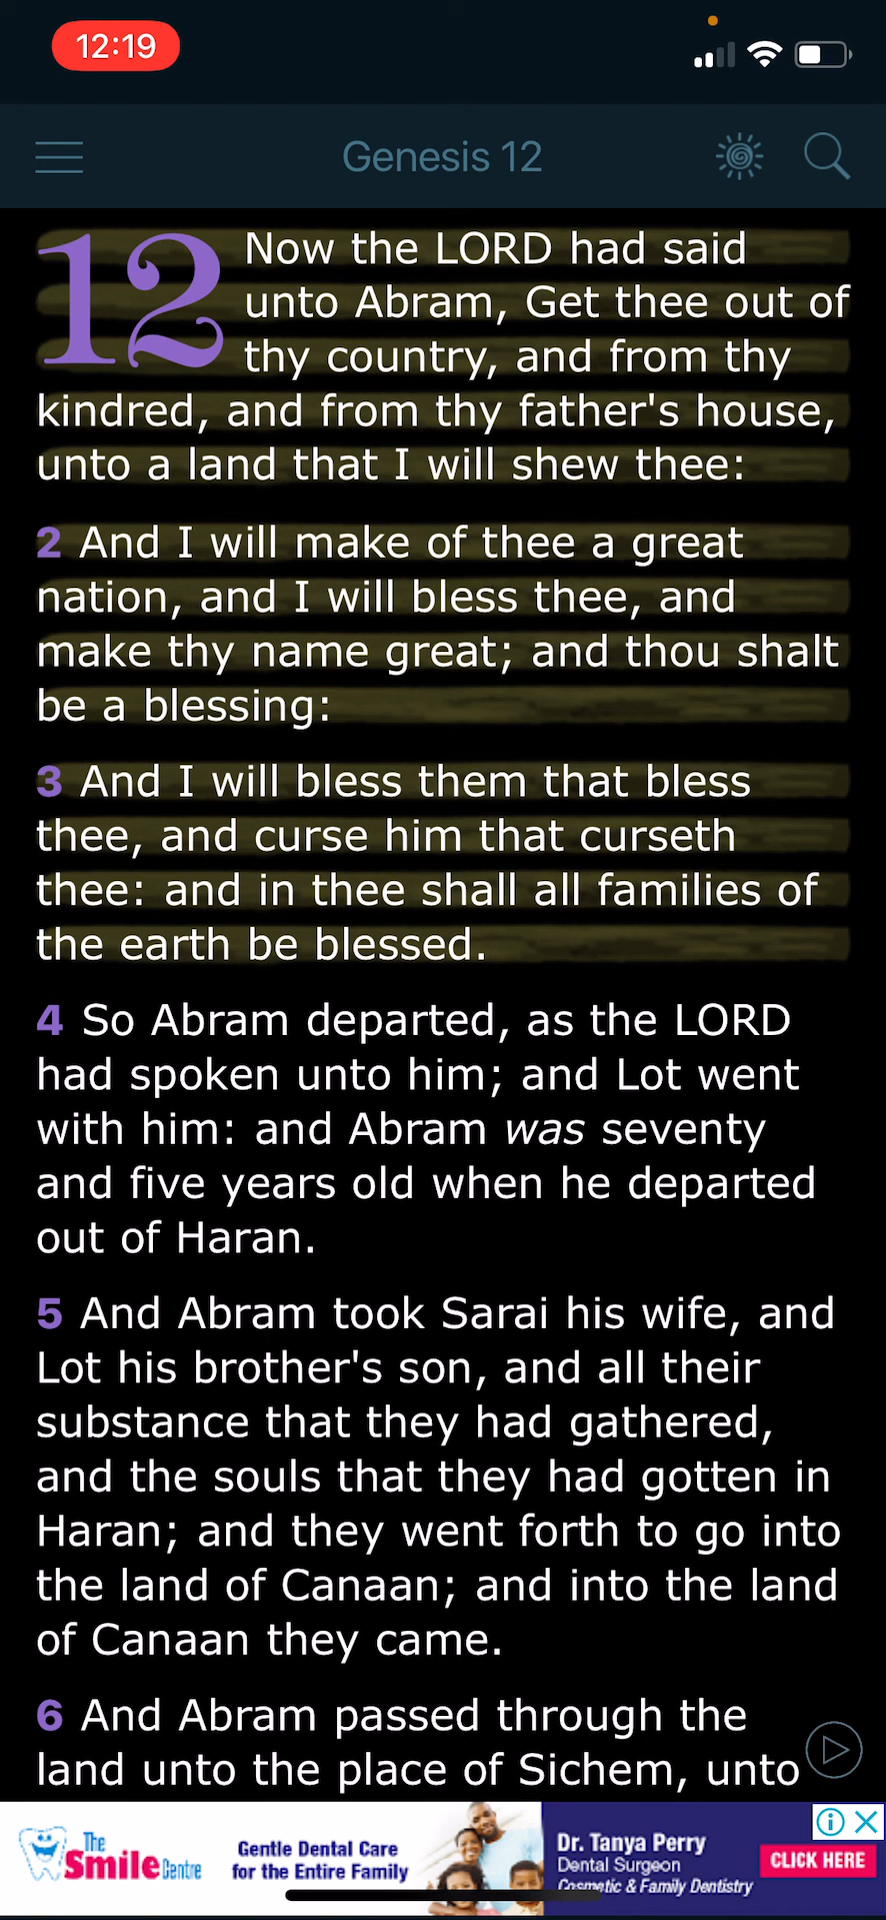 12:19
Genesis 12
12 Now the LORD had said
unto Abram, Get thee out of
thy country, and from thy
kindred, and from thy father's house,
unto a land that I will shew thee:
2 And I will make of thee a great
nation, and I will bless thee, and
make thy name great; and thou shalt
be a blessing:
3 And I will bless them that bless
thee, and curse him that curseth
thee: and in thee shall all families of
the earth be blessed.
4 So Abram departed, as the LORD
had spoken unto him; and Lot went
with him: and Abram was seventy
and five years old when he departed
out of Haran.
5 And Abram took Sarai his wife, and
Lot his brother's son, and all their
substance that they had gathered,
and the souls that they had gotten in
Haran; and they went forth to go into
the land of Canaan; and into the land
of Canaan they came.
6 And Abram passed through the
land unto the place of Sichem, unto
The
Smile Centre
Gentle Dental Care
for the Entire Family
Dr. Tanya Perry
Dental Surgeon
Cosmetic & Family Dentistry
CLICK HERE